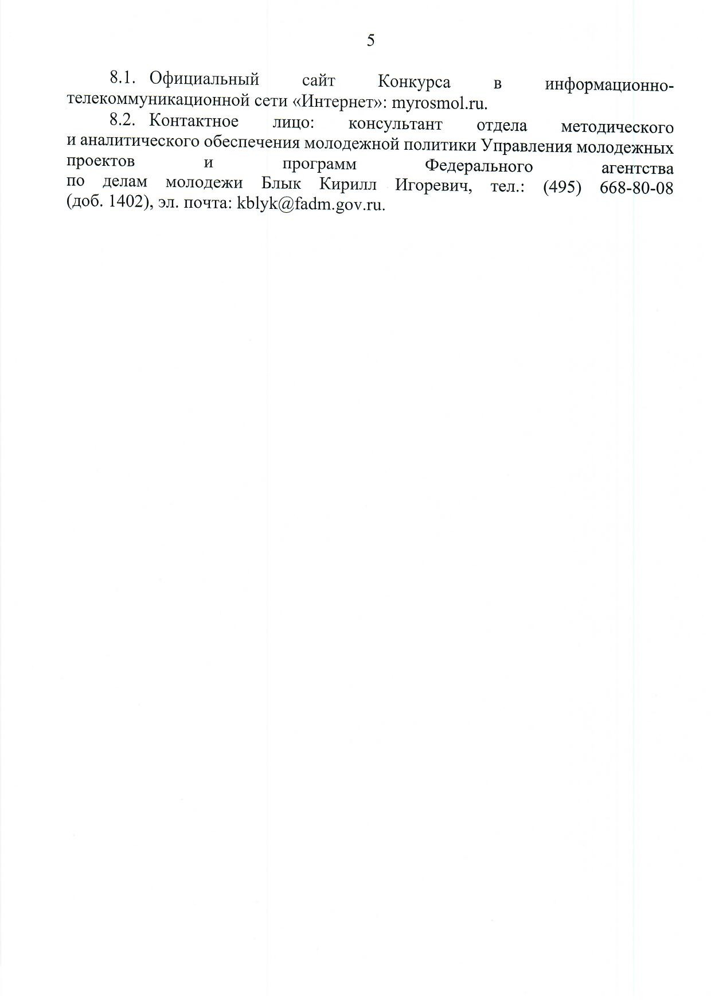 5
8.1. Официальный сайт Конкурса в информационно-
телекоммуникационной сети «Интернет»: myrosmol.ru.
8.2. Контактное лицо: консультант отдела методического
и аналитического обеспечения молодежной политики Управления молодежных
проектов и программ Федерального агентства
по делам молодежи Блык Кирилл Игоревич, тел.: (495) 668-80-08
(доб. 1402), эл. почта: kblyk@fadm.gov.ru.